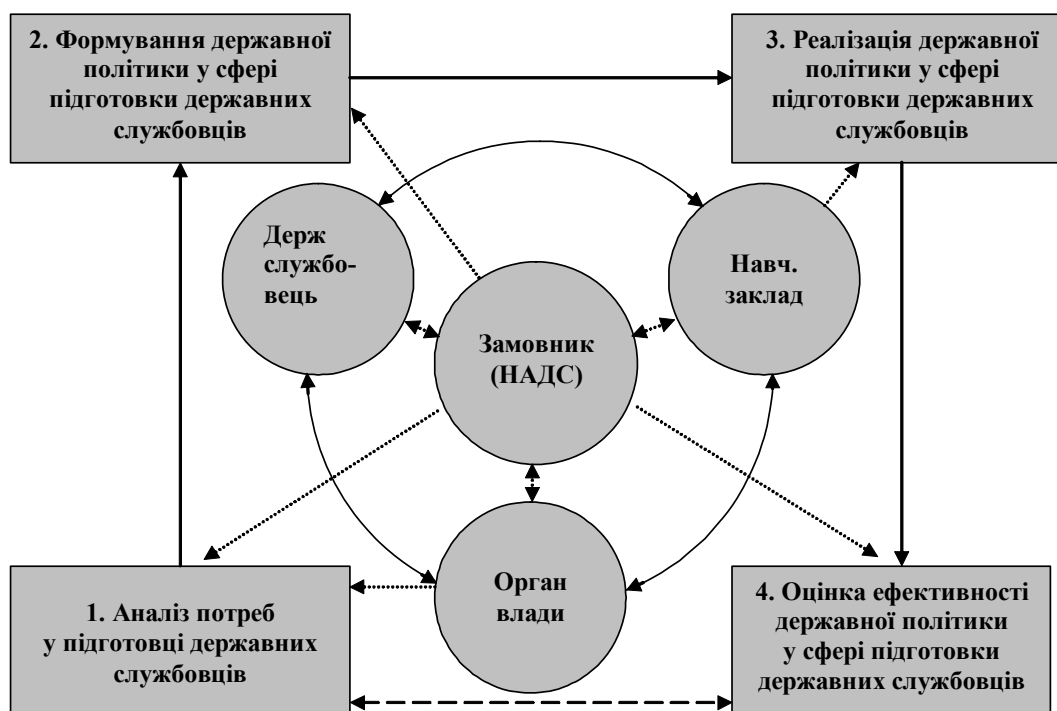 2. Формування державної
політики у сфері
підготовки державних
службовців
3. Реалізація державної
політики у сфері
підготовки державних
службовців
Держ
службо-
вець
Навч.
заклад
Замовник
(НАДС)
Орган
влади
1. Аналіз потреб
у підготовці державних
службовців
4. Оцінка ефективності
державної політики
у сфері підготовки
державних службовців